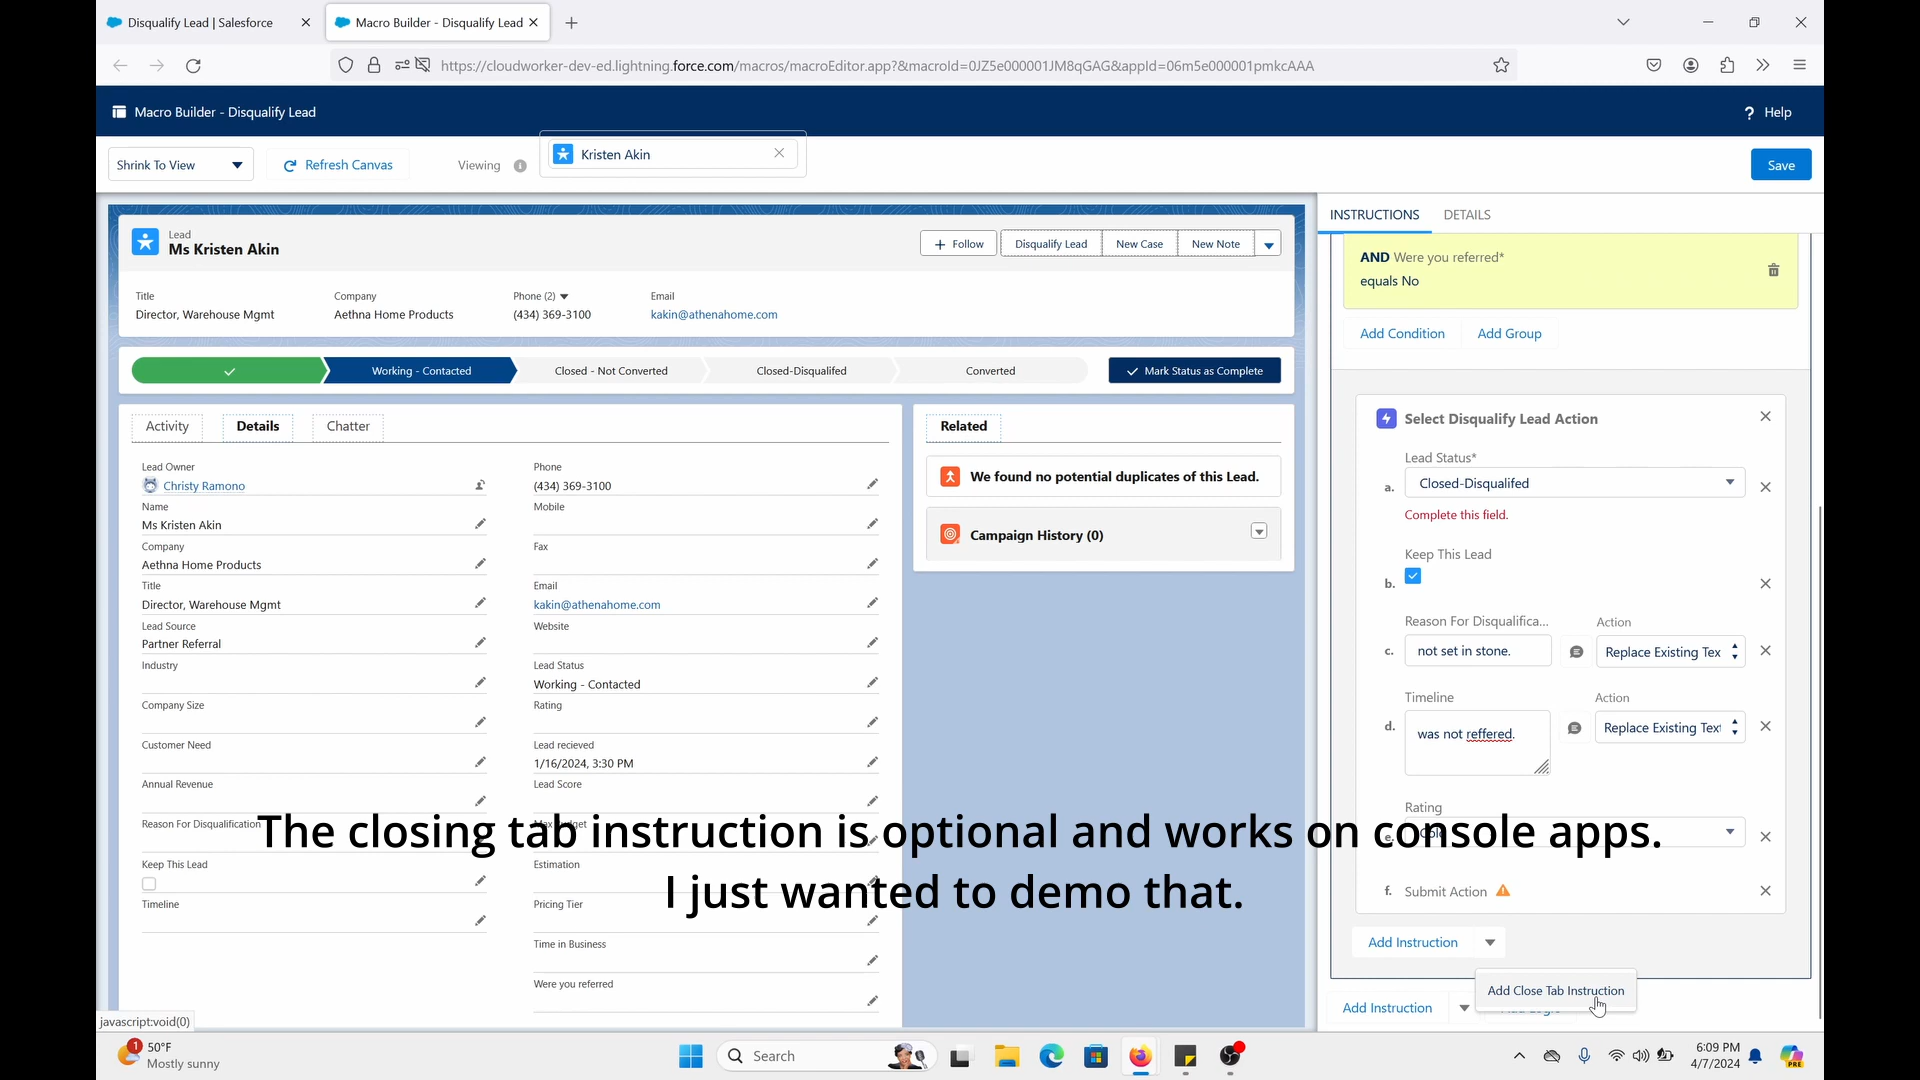 Disqualify Lead | Salesforce
Macro Builder - Disqualify Lead
https://cloudworker-dev-ed.lightning.force.com/macros/macroEditor.app?&macroId=0JZ5e000001JM8qGAG&appId=06m5e000001pmkcAAA
Macro Builder - Disqualify Lead
? Help
Shrink To View
Refresh Canvas
Viewing
Kristen Akin
Save
INSTRUCTIONS
DETAILS
Lead
Ms Kristen Akin
Follow
Disqualify Lead
New Case
New Note
Title
Director, Warehouse Mgmt
Company
Aethna Home Products
Phone (2)
(434) 369-3100
Email
kakin@athenahome.com
Working - Contacted
Closed - Not Converted
Closed-Disqualifed
Converted
Mark Status as Complete
Activity
Details
Chatter
Lead Owner
Christy Ramono
Name
Ms Kristen Akin
Company
Aethna Home Products
Title
Director, Warehouse Mgmt
Lead Source
Partner Referral
Industry
Company Size
Customer Need
Annual Revenue
Reason For Disqualification
Keep This Lead
Timeline
Phone
(434) 369-3100
Mobile
Fax
Email
kakin@athenahome.com
Website
Lead Status
Working - Contacted
Rating
Lead recieved
1/16/2024, 3:30 PM
Lead Score
Estimation
Pricing Tier
Time in Business
Were you referred
Related
We found no potential duplicates of this Lead.
Campaign History (0)
AND Were you referred*
equals No
Add Condition
Add Group
Select Disqualify Lead Action
Lead Status*
a.
Closed-Disqualifed
Complete this field.
Keep This Lead
b.
Reason For Disqualifica...
Action
c.
not set in stone.
Replace Existing Tex
Timeline
Action
d.
was not reffered.
Replace Existing Text
Rating
f.
Submit Action
Add Instruction
Add Close Tab Instruction
Add Instruction
The closing tab instruction is optional and works on console apps.
I just wanted to demo that.
javascript:void(0)
1
50°F
Mostly sunny
Search
6:09 PM
4/7/2024
PRE